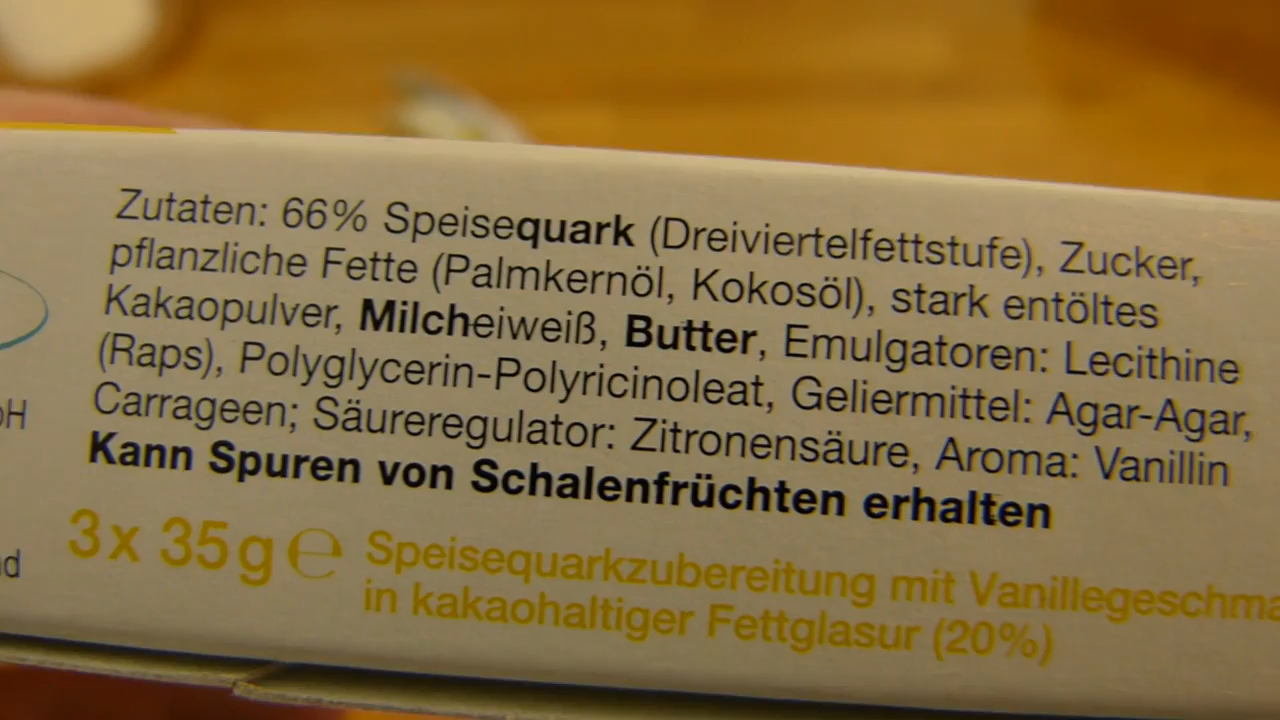 Zutaten: 66% Speisequark (Dreiviertelfettstufe), Zucker,
pflanzliche Fette (Palmkernöl, Kokosöl), stark entöltes
Kakaopulver, Milcheiweiß, Butter, Emulgatoren: Lecithine
(Raps), Polyglycerin-Polyricinoleat, Geliermittel: Agar-Agar,
Carrageen; Säureregulator: Zitronensäure, Aroma: Vanillin
Kann Spuren von Schalenfrüchten erhalten
3 x 35g ℮ Speisequarkzubereitung mit Vanillegeschma
in kakaohaltiger Fettglasur (20%)